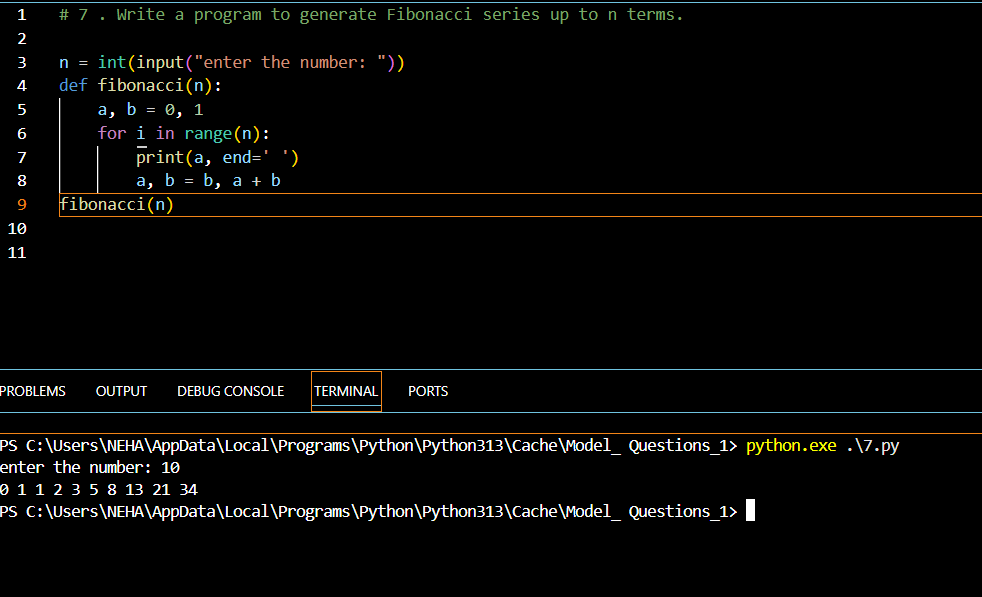 1 # 7 . Write a program to generate Fibonacci series up to n terms.
2
3 n = int(input("enter the number: "))
4 def fibonacci(n):
5     a, b = 0, 1
6     for i in range(n):
7         print(a, end=' ')
8         a, b = b, a + b
9 fibonacci(n)
10
11
PROBLEMS OUTPUT DEBUG CONSOLE TERMINAL PORTS
PS C:\Users\NEHA\AppData\Local\Programs\Python\Python313\Cache\Model_ Questions_1> python.exe .\7.py
enter the number: 10
0 1 1 2 3 5 8 13 21 34
PS C:\Users\NEHA\AppData\Local\Programs\Python\Python313\Cache\Model_ Questions_1>